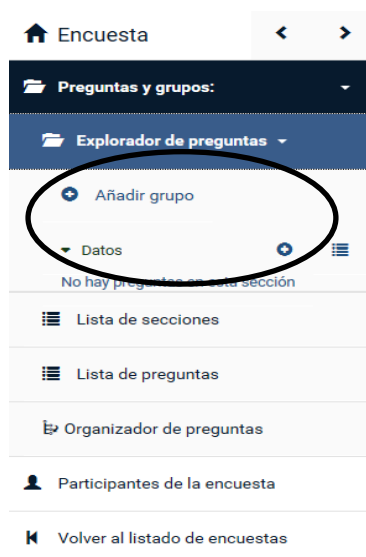 Encuesta
Preguntas y grupos:
Explorador de preguntas
Añadir grupo
Datos
No hay preguntas en esta sección
Lista de secciones
Lista de preguntas
Organizador de preguntas
Participantes de la encuesta
Volver al listado de encuestas